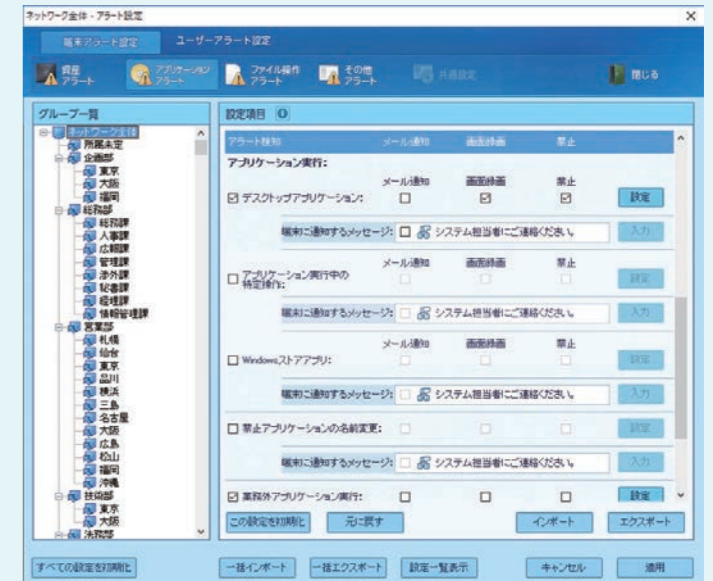 ネットワーク全体 - アラート設定
端末アラート設定 ユーザーアラート設定
資産アラート
アプリケーションアラート
ファイル操作アラート
その他アラート
共通設定
閉じる
グループ一覧
ネットワーク全体
所属未定
企画部
東京
大阪
福岡
総務部
総務課
人事課
広報課
管理課
渉外課
秘書課
経理課
情報管理課
営業部
札幌
仙台
東京
品川
横浜
三島
名古屋
大阪
広島
松山
福岡
沖縄
技術部
東京
大阪
法務部
設定項目
アラート検知 メール通知 画面録画 禁止
アプリケーション実行:
メール通知 画面録画 禁止
デスクトップアプリケーション: 設定
端末に通知するメッセージ: システム担当者にご連絡ください。 入力
メール通知 画面録画 禁止
アプリケーション実行中の
特定操作: 設定
端末に通知するメッセージ: システム担当者にご連絡ください。 入力
メール通知 画面録画 禁止
Windowsストアアプリ: 設定
端末に通知するメッセージ: システム担当者にご連絡ください。 入力
禁止アプリケーションの名前変更: 設定
端末に通知するメッセージ: システム担当者にご連絡ください。 入力
業務外アプリケーション実行: 設定
この設定を初期化 元に戻す インポート エクスポート
すべての設定を初期化 一括インポート 一括エクスポート 設定一覧表示 キャンセル 適用